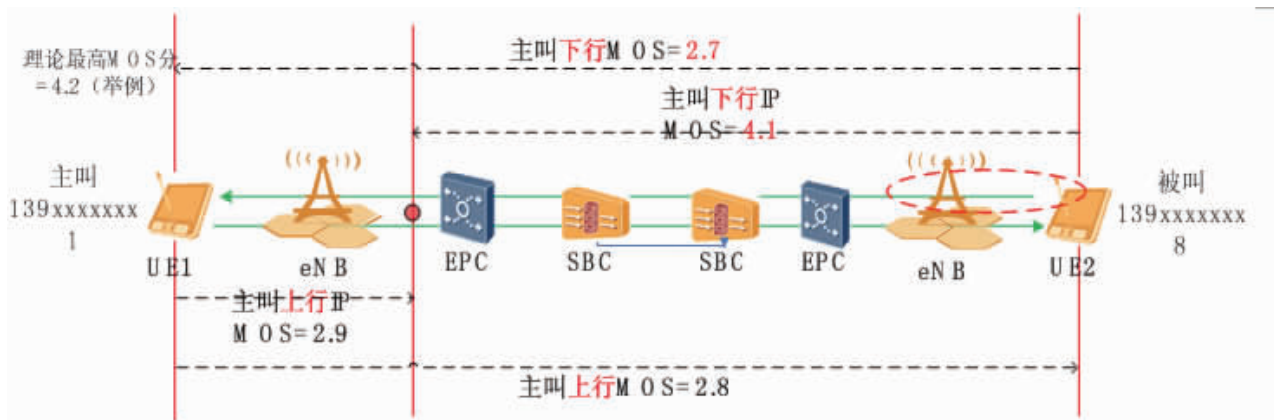 主叫下行MOS=2.7
理论最高MOS分
=4.2（举例）
主叫下行IP
MOS=4.1
主叫
139xxxxxxx
1
被叫
139xxxxxxx
8
UE1
eNB
EPC
SBC
SBC
EPC
eNB
UE2
主叫上行IP
MOS=2.9
主叫上行MOS=2.8